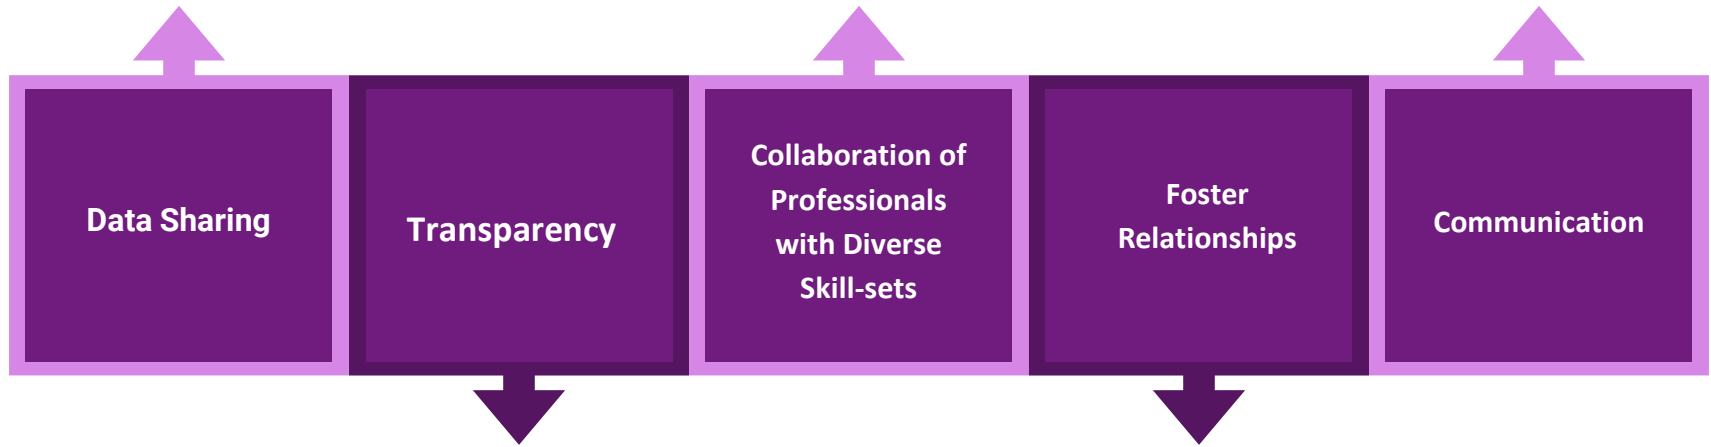 Data Sharing
Transparency
Collaboration of
Professionals
with Diverse
Skill-sets
Foster
Relationships
Communication